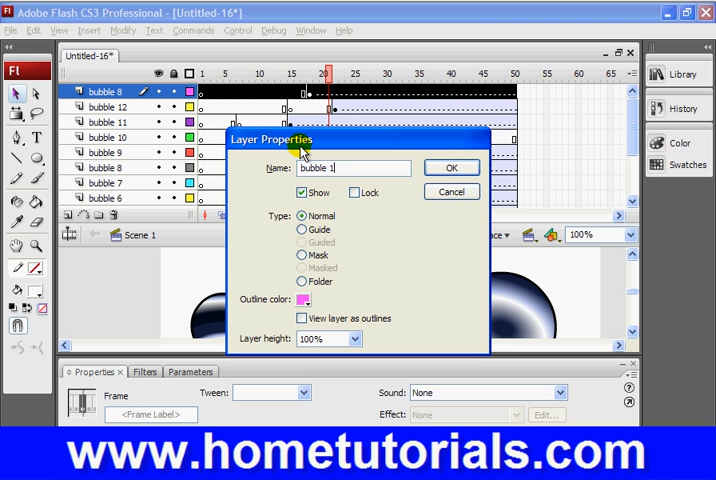 Adobe Flash CS3 Professional - [Untitled-16*]
File Edit View Insert Modify Text Commands Control Debug Window Help
Untitled-16*
Fl
1 5 10 15 20 25 30 35 40 45 50 55 60 65
bubble 8
bubble 12
bubble 11
bubble 10
bubble 9
bubble 8
bubble 7
bubble 6
Library
History
Color
Swatches
Layer Properties
Name: bubble 1
OK
Show Lock
Cancel
Type: Normal
Guide
Guided
Mask
Masked
Folder
Outline color:
View layer as outlines
Layer height: 100%
Scene 1
100%
Properties × Filters Parameters
Frame
Tween:
Sound: None
<Frame Label>
Effect: None Edit...
www.hometutorials.com